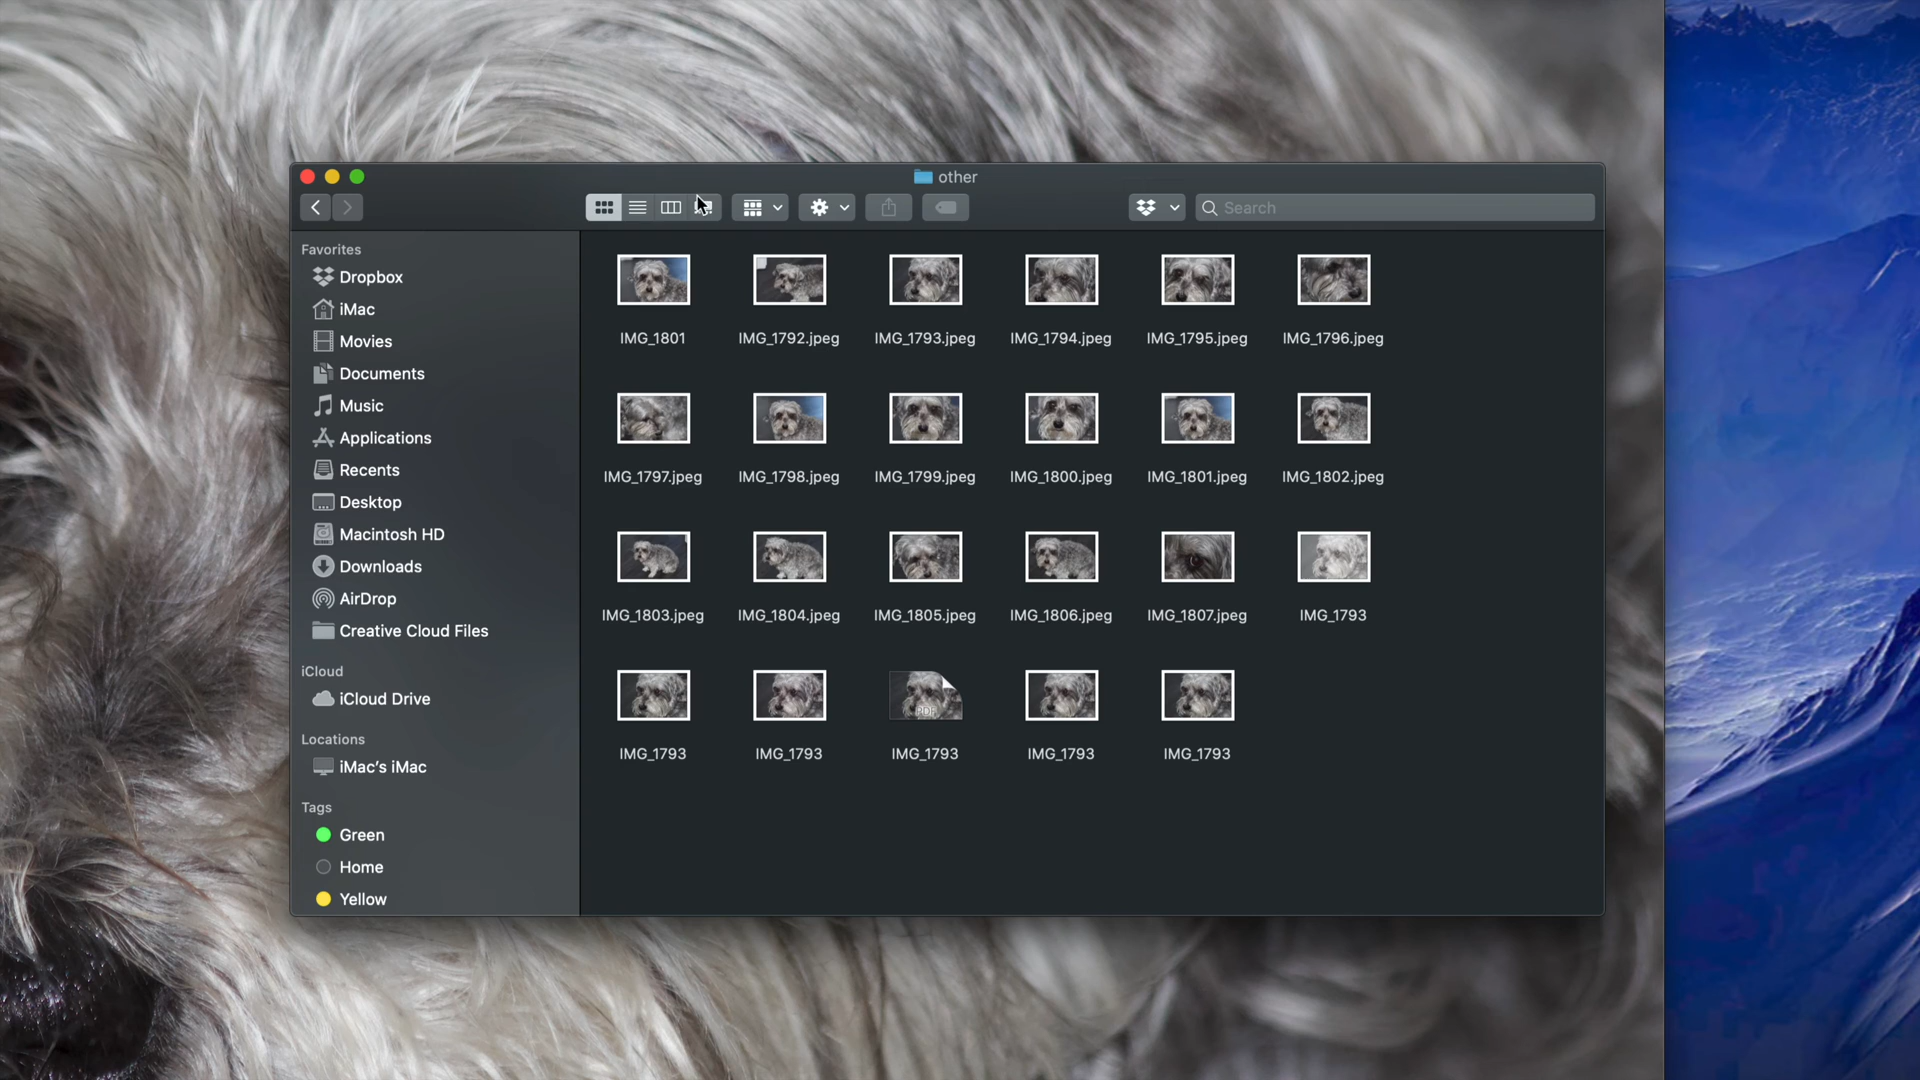 other
Search
Favorites
Dropbox
iMac
Movies
Documents
Music
Applications
Recents
Desktop
Macintosh HD
Downloads
AirDrop
Creative Cloud Files
iCloud
iCloud Drive
Locations
iMac's iMac
Tags
Green
Home
Yellow
IMG_1801 IMG_1792.jpeg IMG_1793.jpeg IMG_1794.jpeg IMG_1795.jpeg IMG_1796.jpeg
IMG_1797.jpeg IMG_1798.jpeg IMG_1799.jpeg IMG_1800.jpeg IMG_1801.jpeg IMG_1802.jpeg
IMG_1803.jpeg IMG_1804.jpeg IMG_1805.jpeg IMG_1806.jpeg IMG_1807.jpeg IMG_1793
PDF
IMG_1793 IMG_1793 IMG_1793 IMG_1793 IMG_1793